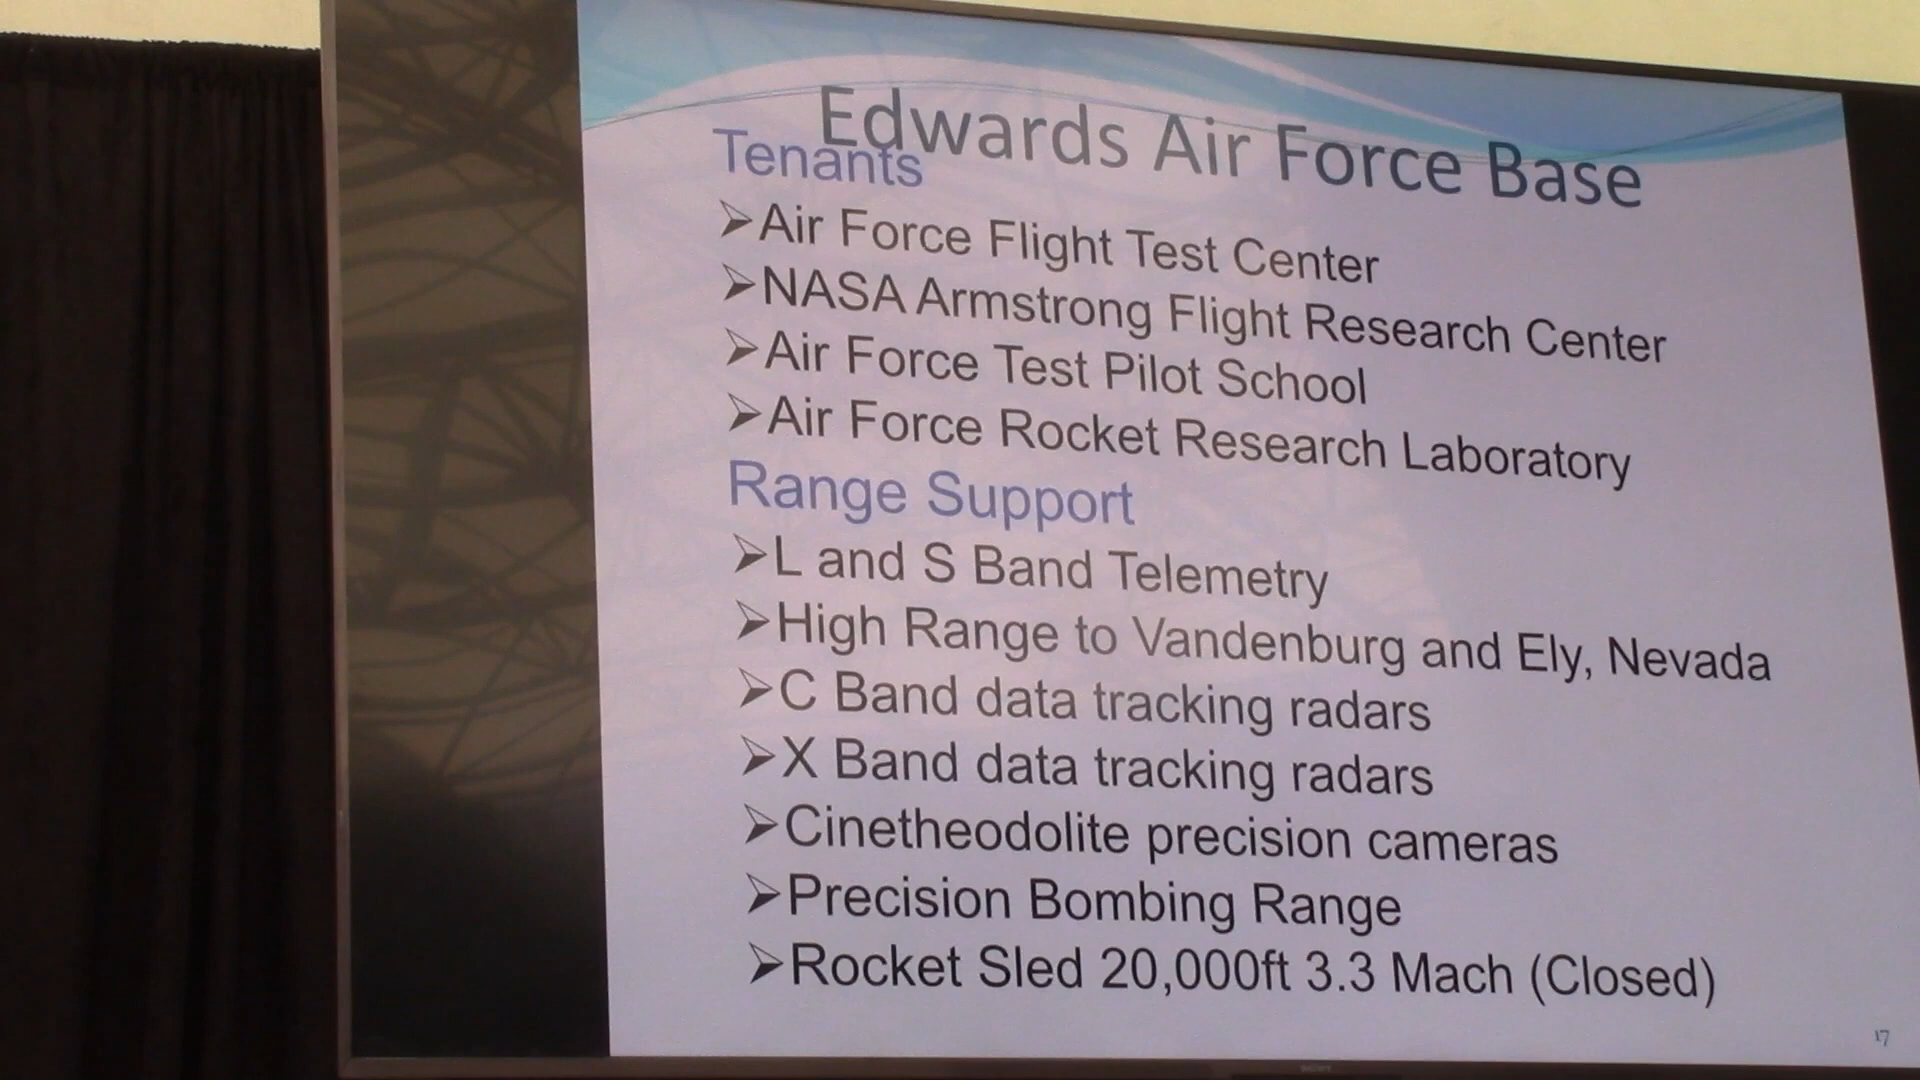 Edwards Air Force Base
Tenants
➢Air Force Flight Test Center
➢NASA Armstrong Flight Research Center
➢Air Force Test Pilot School
➢Air Force Rocket Research Laboratory
Range Support
➢L and S Band Telemetry
➢High Range to Vandenburg and Ely, Nevada
➢C Band data tracking radars
➢X Band data tracking radars
➢Cinetheodolite precision cameras
➢Precision Bombing Range
➢Rocket Sled 20,000ft 3.3 Mach (Closed)
17
SONY